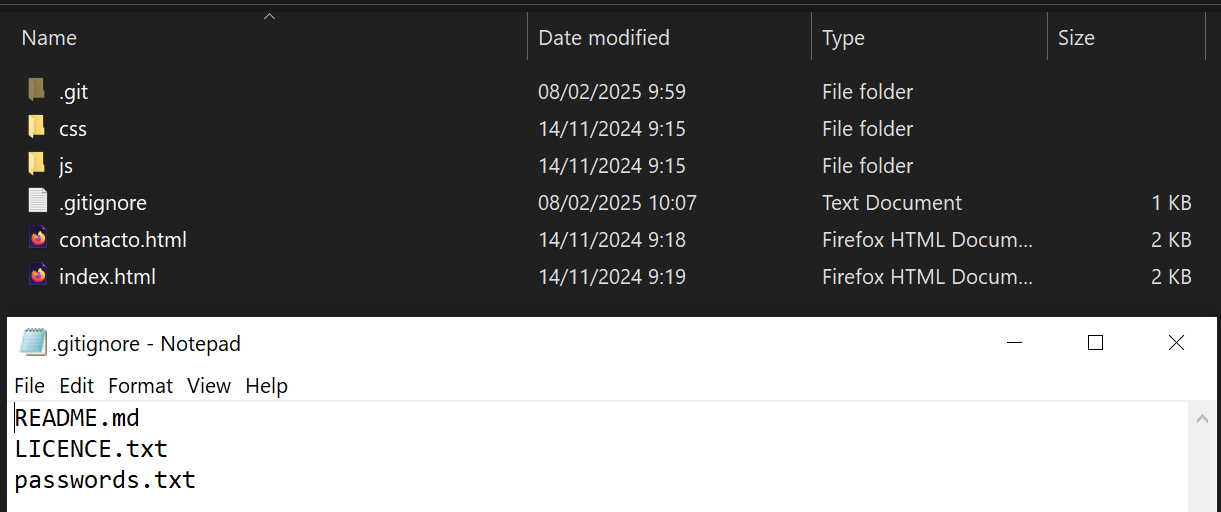 Name Date modified Type Size
.git 08/02/2025 9:59 File folder
css 14/11/2024 9:15 File folder
js 14/11/2024 9:15 File folder
.gitignore 08/02/2025 10:07 Text Document 1 KB
contacto.html 14/11/2024 9:18 Firefox HTML Docum... 2 KB
index.html 14/11/2024 9:19 Firefox HTML Docum... 2 KB
.gitignore - Notepad
File Edit Format View Help
README.md
LICENCE.txt
passwords.txt